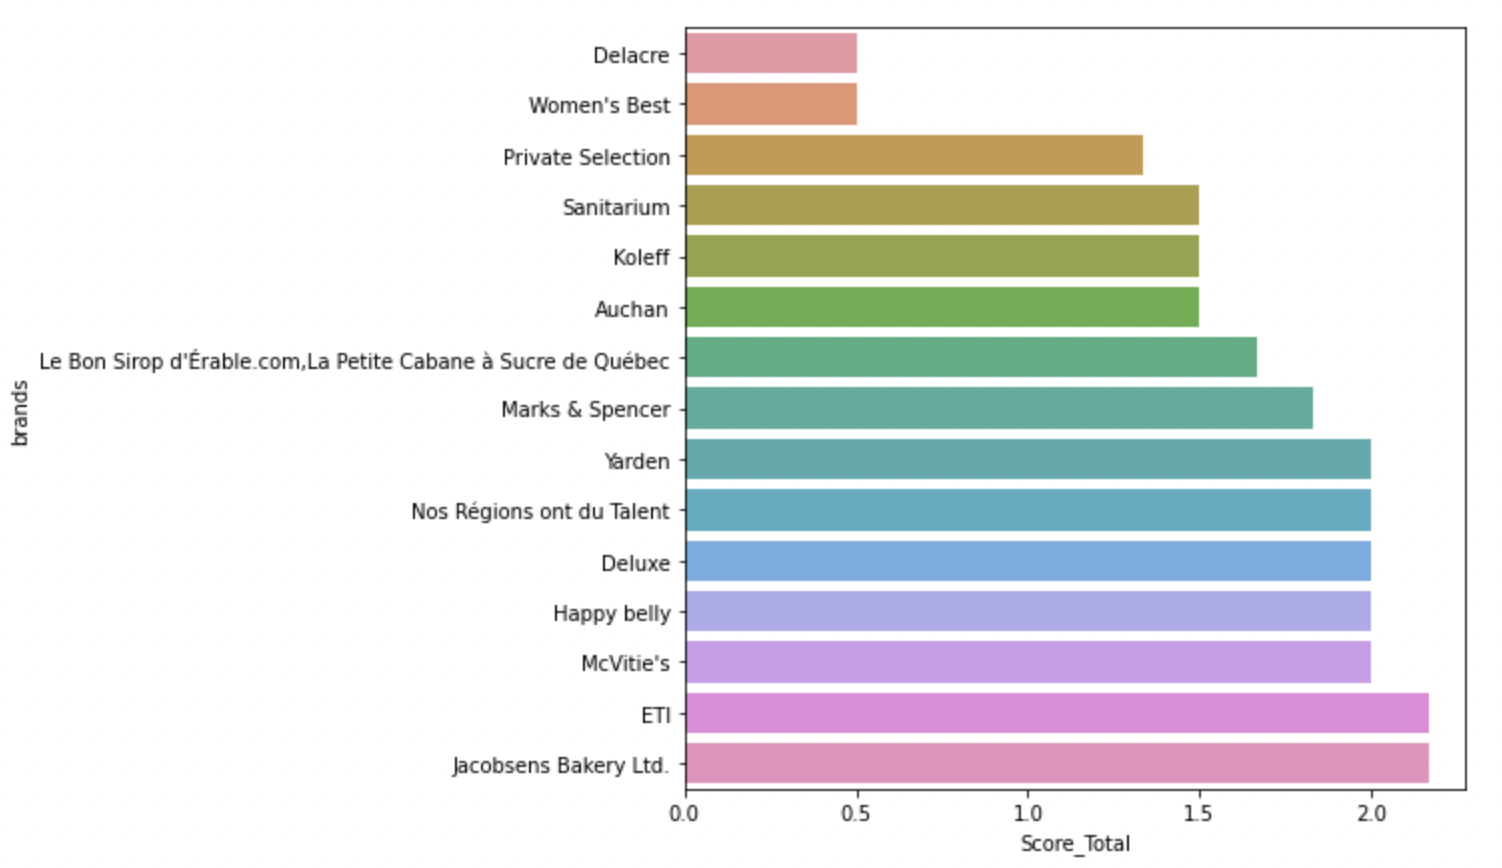 Delacre
Women's Best
Private Selection
Sanitarium
Koleff
Auchan
Le Bon Sirop d'Érable.com,La Petite Cabane à Sucre de Québec
Marks & Spencer
Yarden
Nos Régions ont du Talent
Deluxe
Happy belly
McVitie's
ETI
Jacobsens Bakery Ltd.
brands
0.0 0.5 1.0 1.5 2.0
Score_Total